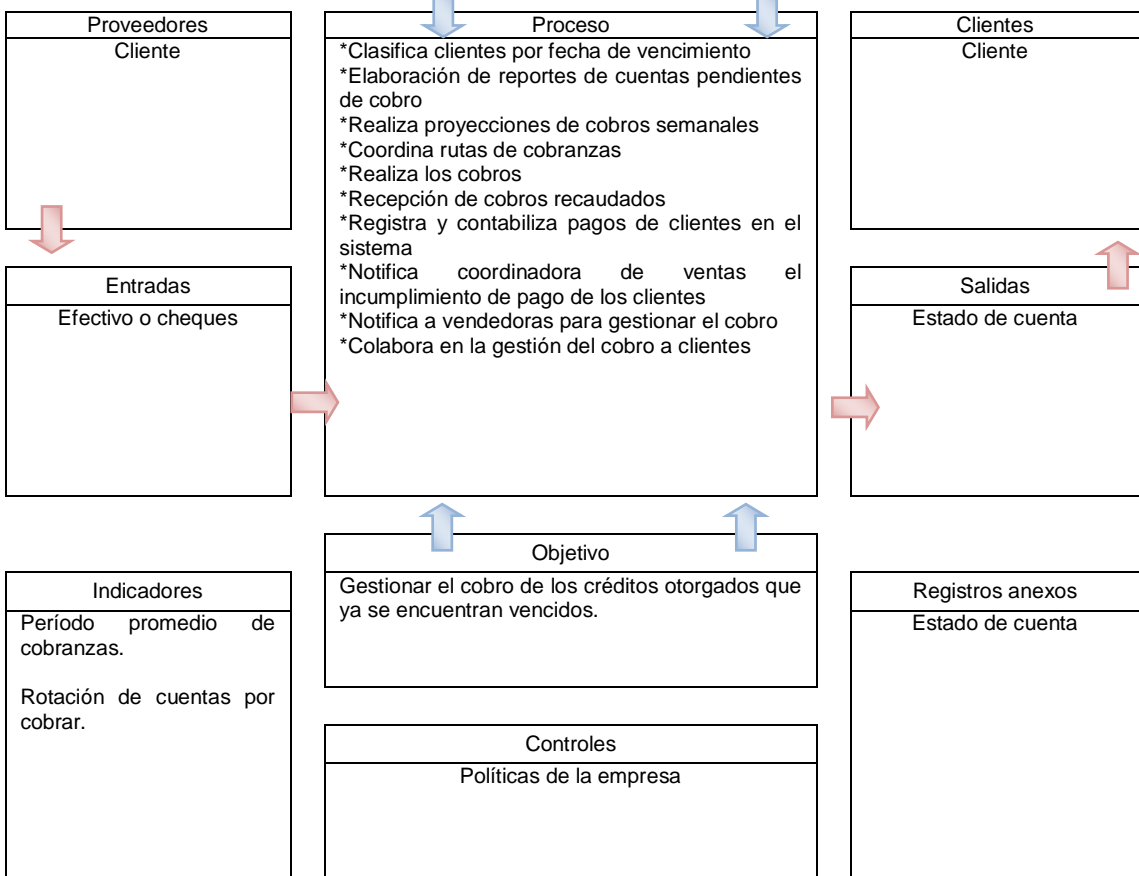 Proveedores
Cliente
Proceso
*Clasifica clientes por fecha de vencimiento
*Elaboración de reportes de cuentas pendientes
de cobro
*Realiza proyecciones de cobros semanales
*Coordina rutas de cobranzas
*Realiza los cobros
*Recepción de cobros recaudados
*Registra y contabiliza pagos de clientes en el
sistema
*Notifica coordinadora de ventas el
incumplimiento de pago de los clientes
*Notifica a vendedoras para gestionar el cobro
*Colabora en la gestión del cobro a clientes
Clientes
Cliente
Entradas
Efectivo o cheques
Salidas
Estado de cuenta
Objetivo
Gestionar el cobro de los créditos otorgados que
ya se encuentran vencidos.
Indicadores
Período promedio de
cobranzas.
Rotación de cuentas por
cobrar.
Registros anexos
Estado de cuenta
Controles
Políticas de la empresa